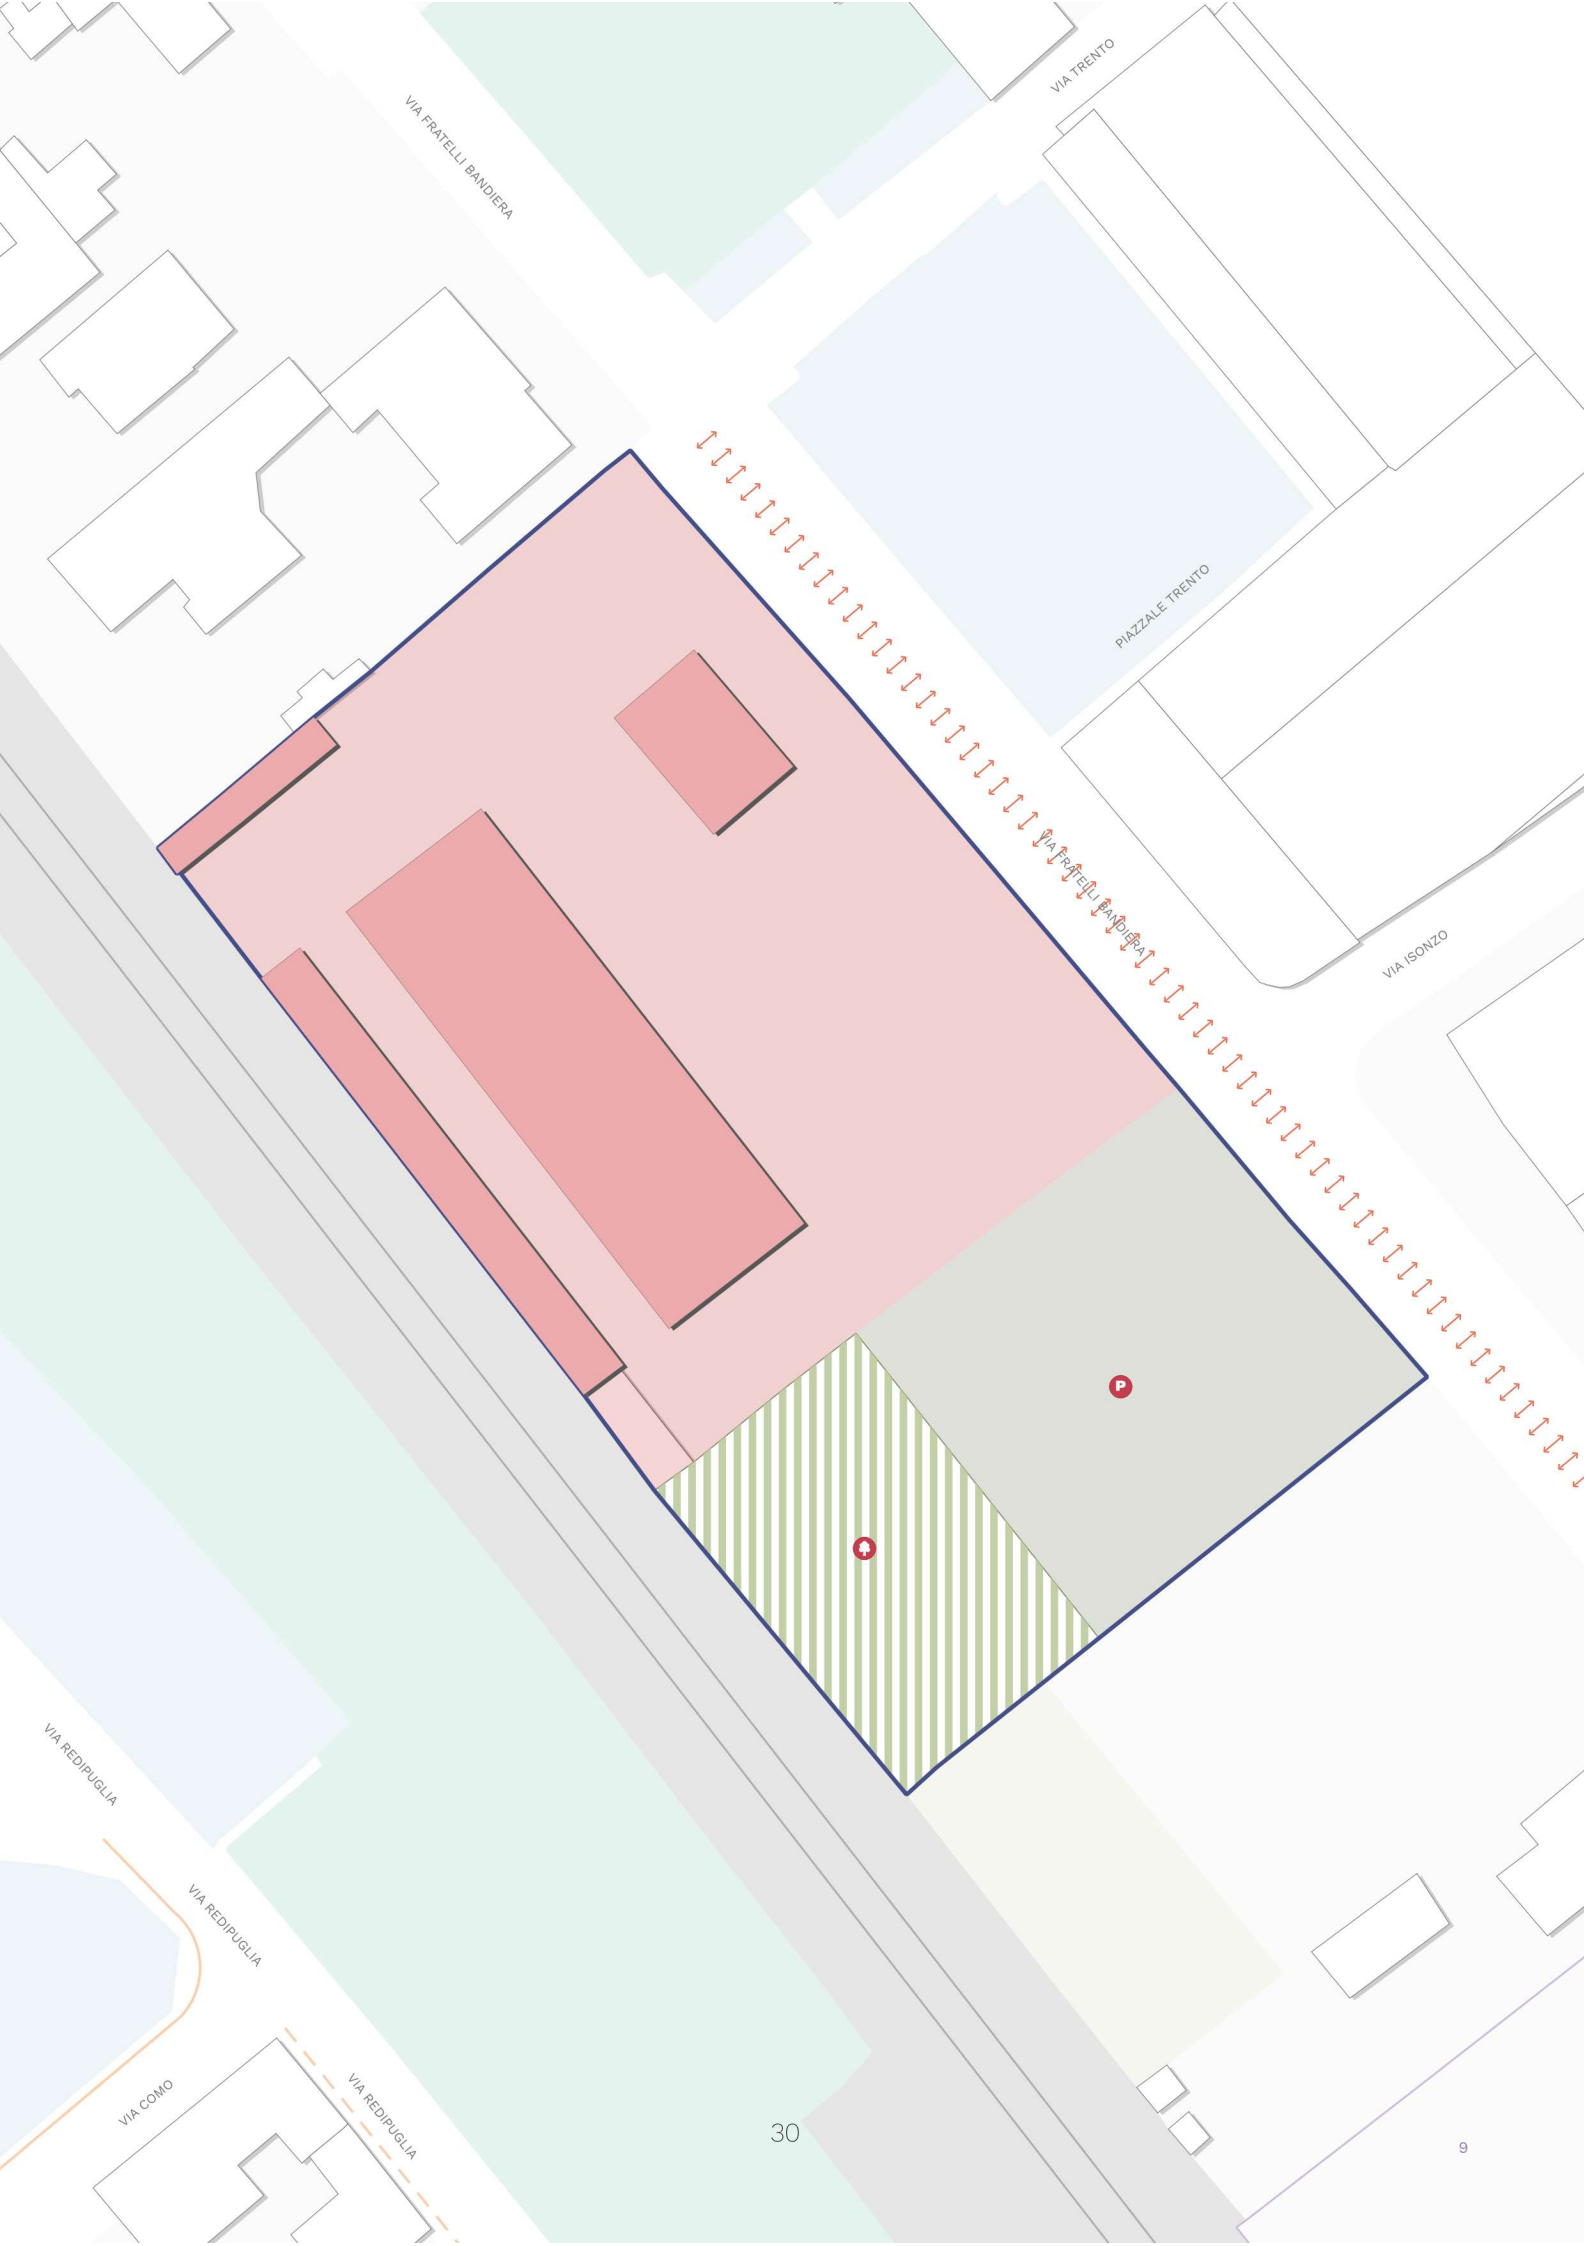 VIA TRENTO
VIA FRATELLI BANDIERA
PIAZZALE TRENTO
VIA FRATELLI BANDIERA
VIA ISONZO
P
VIA REDIPUGLIA
VIA REDIPUGLIA
VIA COMO
VIA REDIPUGLIA
30
9